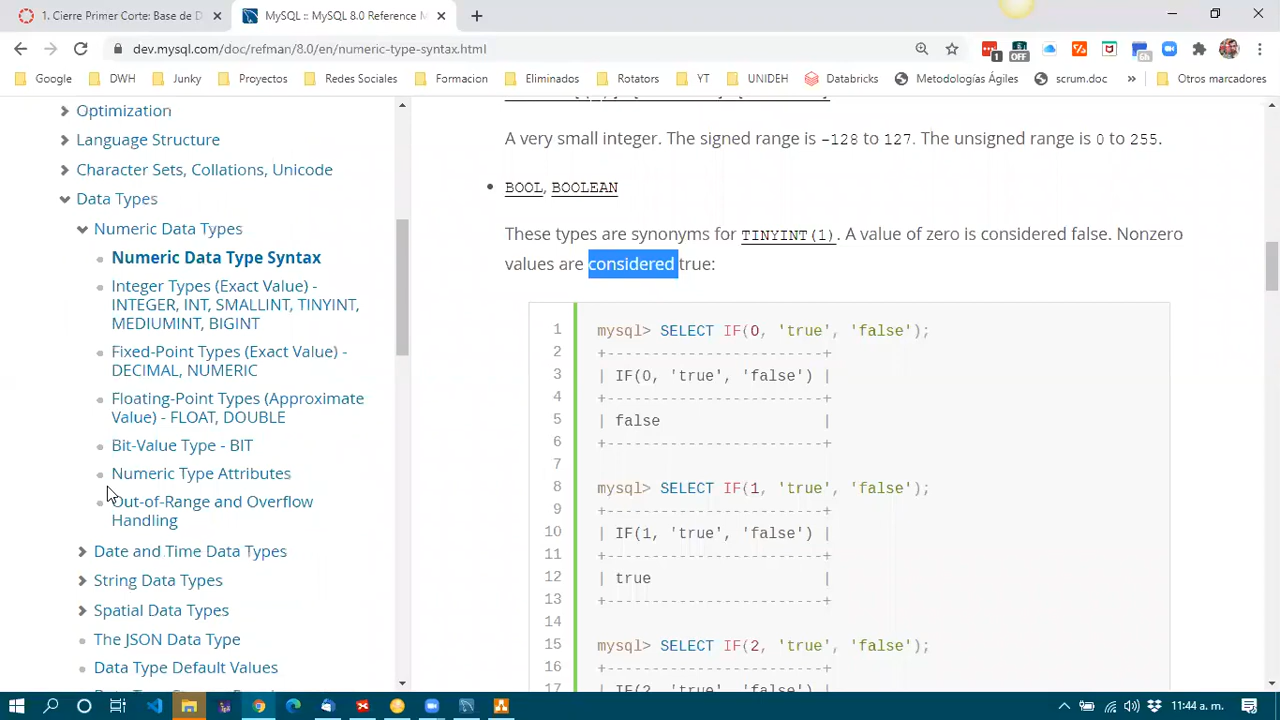 1. Cierre Primer Corte: Base de D
MySQL :: MySQL 8.0 Reference M
dev.mysql.com/doc/refman/8.0/en/numeric-type-syntax.html
1
OFF
6h
Google
DWH
Junky
Proyectos
Redes Sociales
Formacion
Eliminados
Rotators
YT
UNIDEH
Databricks
Metodologías Ágiles
scrum.doc
»
Otros marcadores
Optimization
Language Structure
Character Sets, Collations, Unicode
Data Types
Numeric Data Types
Numeric Data Type Syntax
Integer Types (Exact Value) -
INTEGER, INT, SMALLINT, TINYINT,
MEDIUMINT, BIGINT
Fixed-Point Types (Exact Value) -
DECIMAL, NUMERIC
Floating-Point Types (Approximate
Value) - FLOAT, DOUBLE
Bit-Value Type - BIT
Numeric Type Attributes
Out-of-Range and Overflow
Handling
Date and Time Data Types
String Data Types
Spatial Data Types
The JSON Data Type
Data Type Default Values
A very small integer. The signed range is -128 to 127. The unsigned range is 0 to 255.
• BOOL, BOOLEAN
These types are synonyms for TINYINT(1). A value of zero is considered false. Nonzero
values are considered true:
1 mysql> SELECT IF(0, 'true', 'false');
2 +------------------------+
3 | IF(0, 'true', 'false') |
4 +------------------------+
5 | false                  |
6 +------------------------+
7
8 mysql> SELECT IF(1, 'true', 'false');
9 +------------------------+
10 | IF(1, 'true', 'false') |
11 +------------------------+
12 | true                   |
13 +------------------------+
14
15 mysql> SELECT IF(2, 'true', 'false');
16 +------------------------+
17 | IF(2, 'true', 'false') |
11:44 a. m.